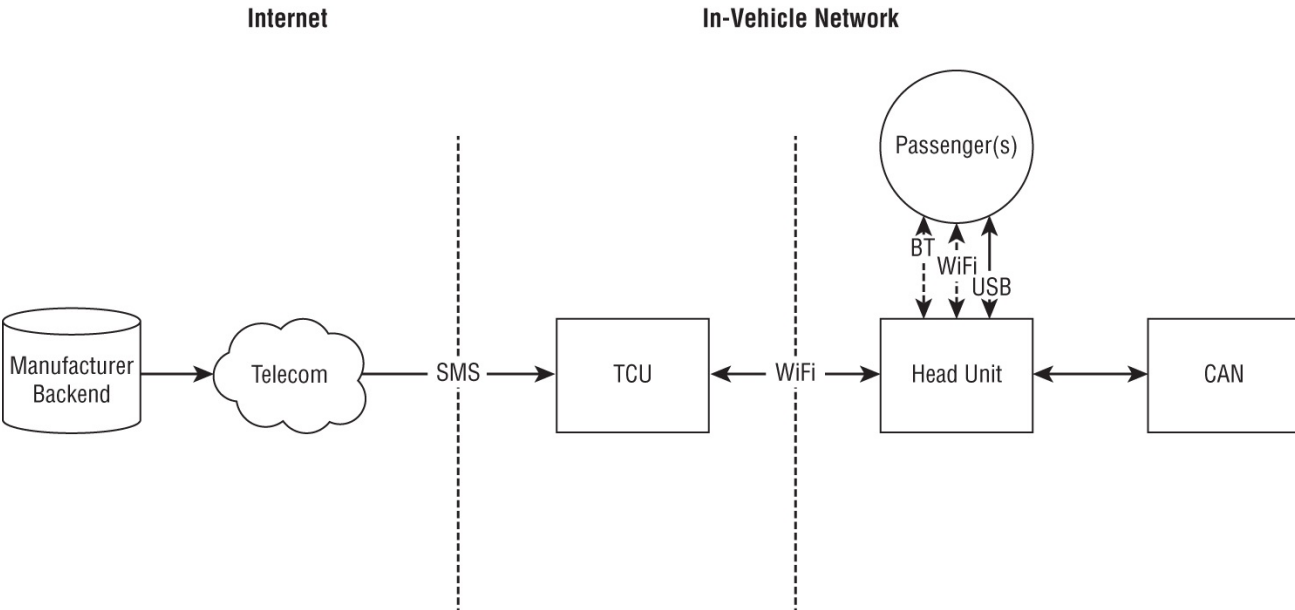 Internet
In-Vehicle Network
Passenger(s)
BT
WiFi
USB
Manufacturer
Backend
Telecom
SMS
TCU
WiFi
Head Unit
CAN